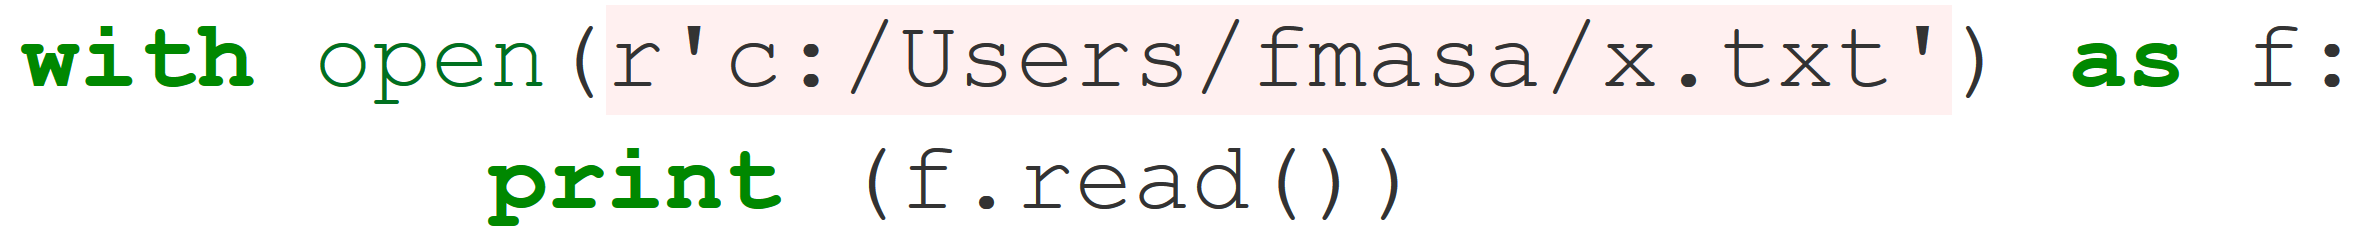 with open(r'c:/Users/fmasa/x.txt') as f:
print (f.read())